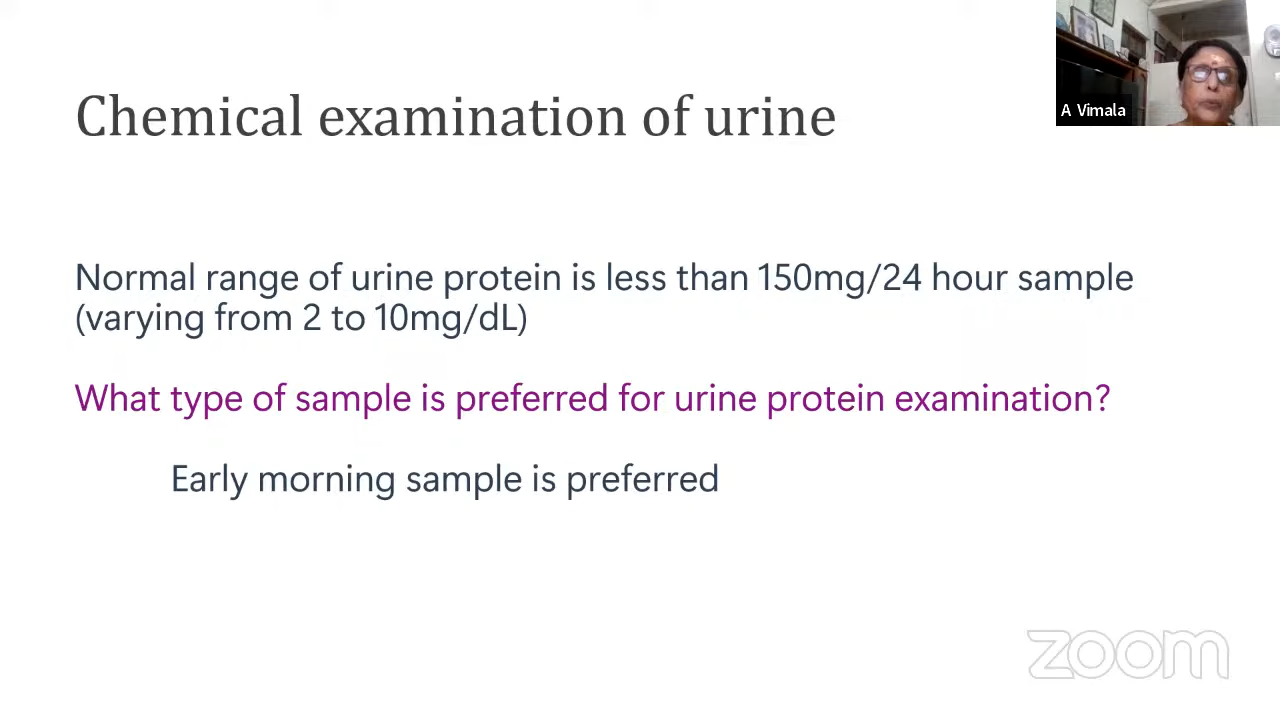 A Vimala
Chemical examination of urine
Normal range of urine protein is less than 150mg/24 hour sample
(varying from 2 to 10mg/dL)
What type of sample is preferred for urine protein examination?
Early morning sample is preferred
zoom